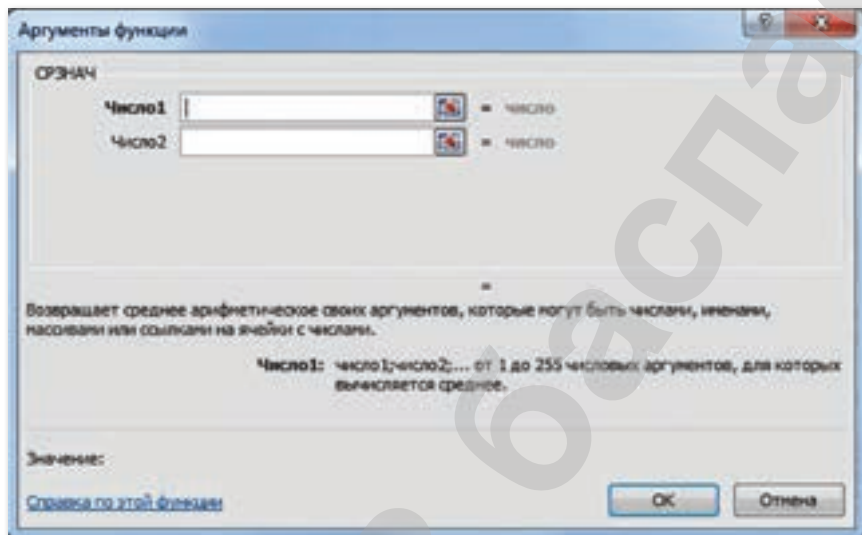 Аргументы функции
СРЗНАЧ
Число1 = число
Число2 = число
=
Возвращает среднее арифметическое своих аргументов, которые могут быть числами, именами,
массивами или ссылками на ячейки с числами.
Число1: число1;число2;... от 1 до 255 числовых аргументов, для которых
вычисляется среднее.
Значение:
Справка по этой функции
ОК
Отмена
баспа